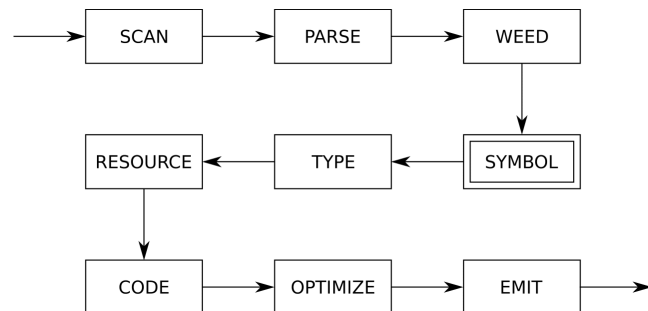 SCAN
PARSE
WEED
RESOURCE
TYPE
SYMBOL
CODE
OPTIMIZE
EMIT